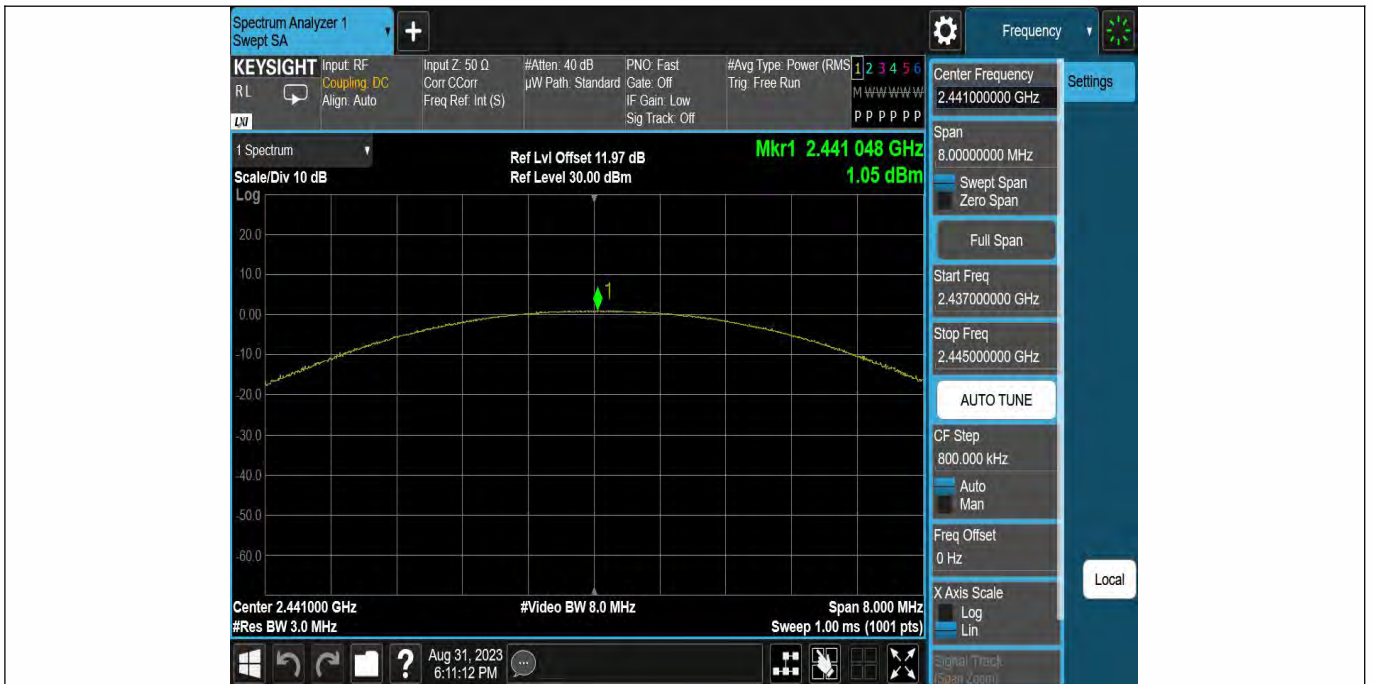 Spectrum Analyzer 1
Swept SA
+
Frequency
KEYSIGHT
RL
LXI
Input: RF
Coupling: DC
Align: Auto
Input Z: 50 Ω
Corr CCorr
Freq Ref: Int (S)
#Atten: 40 dB
µW Path: Standard
PNO: Fast
Gate: Off
IF Gain: Low
Sig Track: Off
#Avg Type: Power (RMS
Trig: Free Run
1 2 3 4 5 6
M W W W W W
P P P P P P
1 Spectrum
Scale/Div 10 dB
Ref Lvl Offset 11.97 dB
Ref Level 30.00 dBm
Mkr1 2.441 048 GHz
1.05 dBm
Log
20.0
10.0
0.00
-10.0
-20.0
-30.0
-40.0
-50.0
-60.0
1
Center 2.441000 GHz
#Res BW 3.0 MHz
#Video BW 8.0 MHz
Span 8.000 MHz
Sweep 1.00 ms (1001 pts)
Center Frequency
2.441000000 GHz
Settings
Span
8.00000000 MHz
Swept Span
Zero Span
Full Span
Start Freq
2.437000000 GHz
Stop Freq
2.445000000 GHz
AUTO TUNE
CF Step
800.000 kHz
Auto
Man
Freq Offset
0 Hz
X Axis Scale
Log
Lin
Signal Track
(Span Zoom)
Local
?
Aug 31, 2023
6:11:12 PM